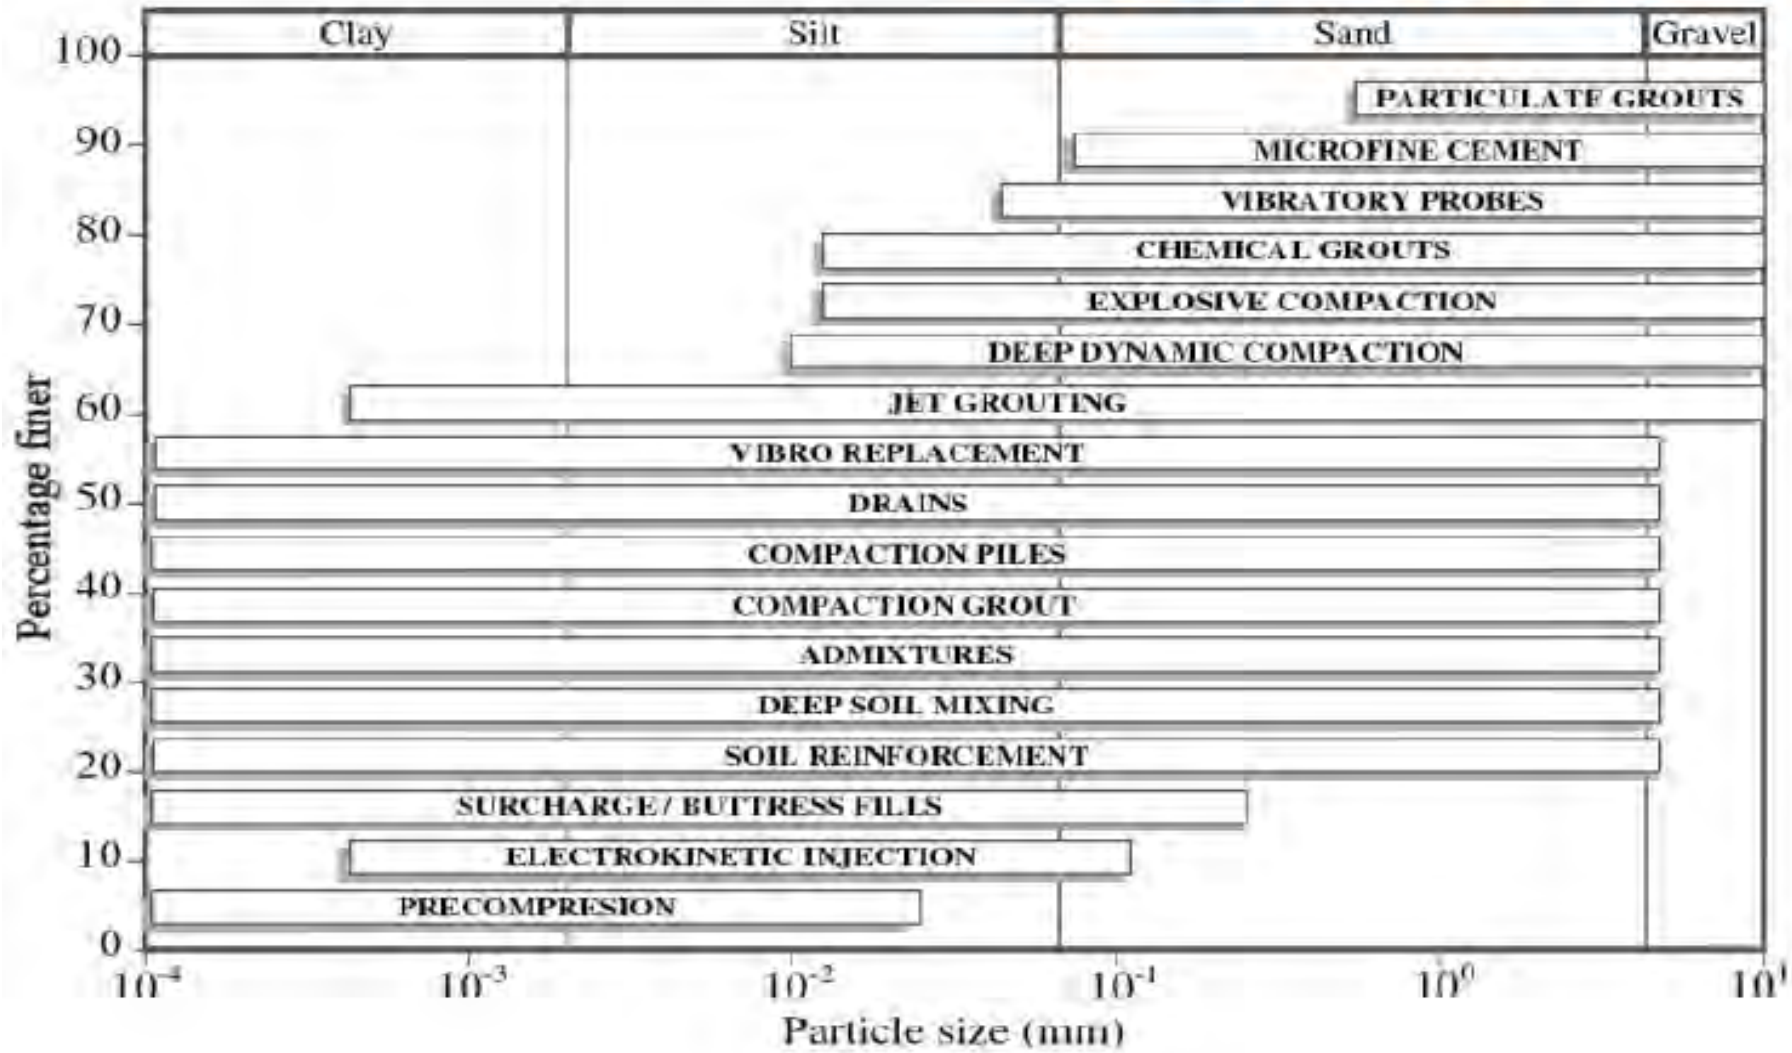 Clay Silt Sand Gravel
100
PARTICULATE GROUTS
90
MICROFINE CEMENT
VIBRATORY PROBES
80
CHEMICAL GROUTS
EXPLOSIVE COMPACTION
70
DEEP DYNAMIC COMPACTION
60
JET GROUTING
VIBRO REPLACEMENT
50
DRAINS
COMPACTION PILES
40
COMPACTION GROUT
ADMIXTURES
30
DEEP SOIL MIXING
20
SOIL REINFORCEMENT
SURCHARGE / BUTTRESS FILLS
10
ELECTROKINETIC INJECTION
PRECOMPRESION
0
Percentage finer
10⁻⁴ 10⁻³ 10⁻² 10⁻¹ 10⁰ 10¹
Particle size (mm)